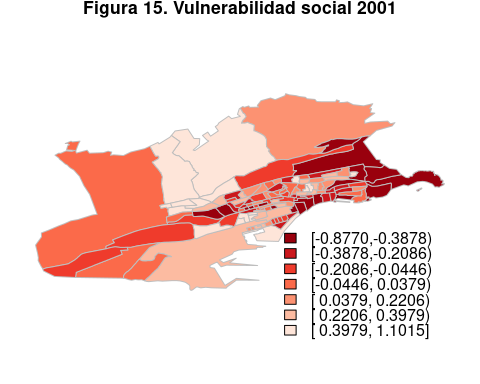 Figura 15. Vulnerabilidad social 2001
[-0.8770,-0.3878)
[-0.3878,-0.2086)
[-0.2086,-0.0446)
[-0.0446, 0.0379)
[ 0.0379, 0.2206)
[ 0.2206, 0.3979)
[ 0.3979, 1.1015]